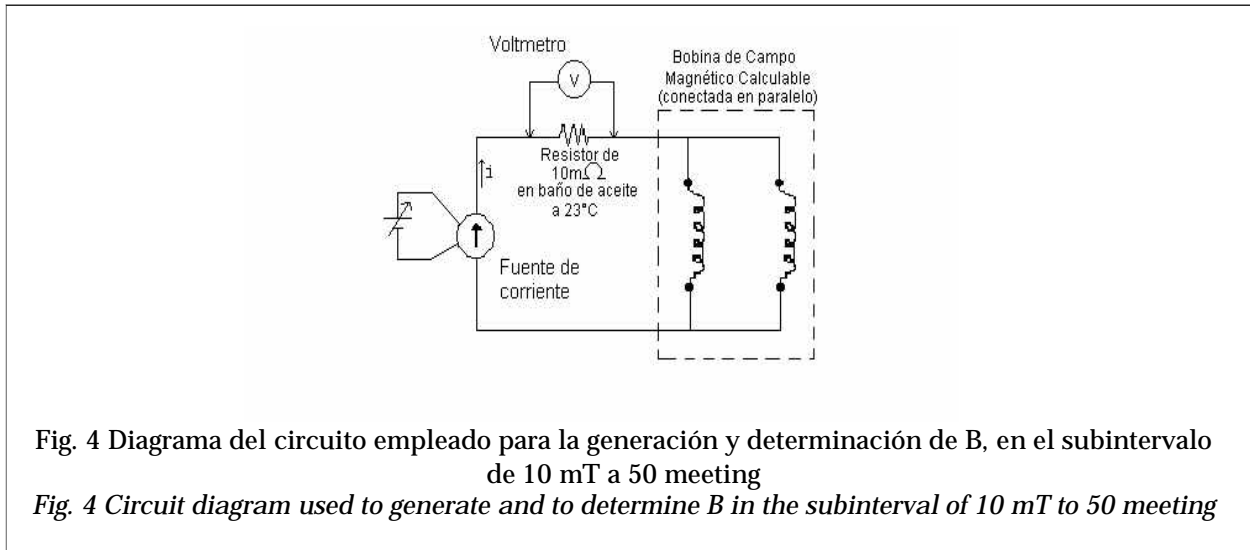 Voltmetro
V
Bobina de Campo
Magnético Calculable
(conectada en paralelo)
Resistor de
10mΩ
en baño de aceite
a 23°C
i
Fuente de
corriente
Fig. 4 Diagrama del circuito empleado para la generación y determinación de B, en el subintervalo
de 10 mT a 50 meeting
Fig. 4 Circuit diagram used to generate and to determine B in the subinterval of 10 mT to 50 meeting